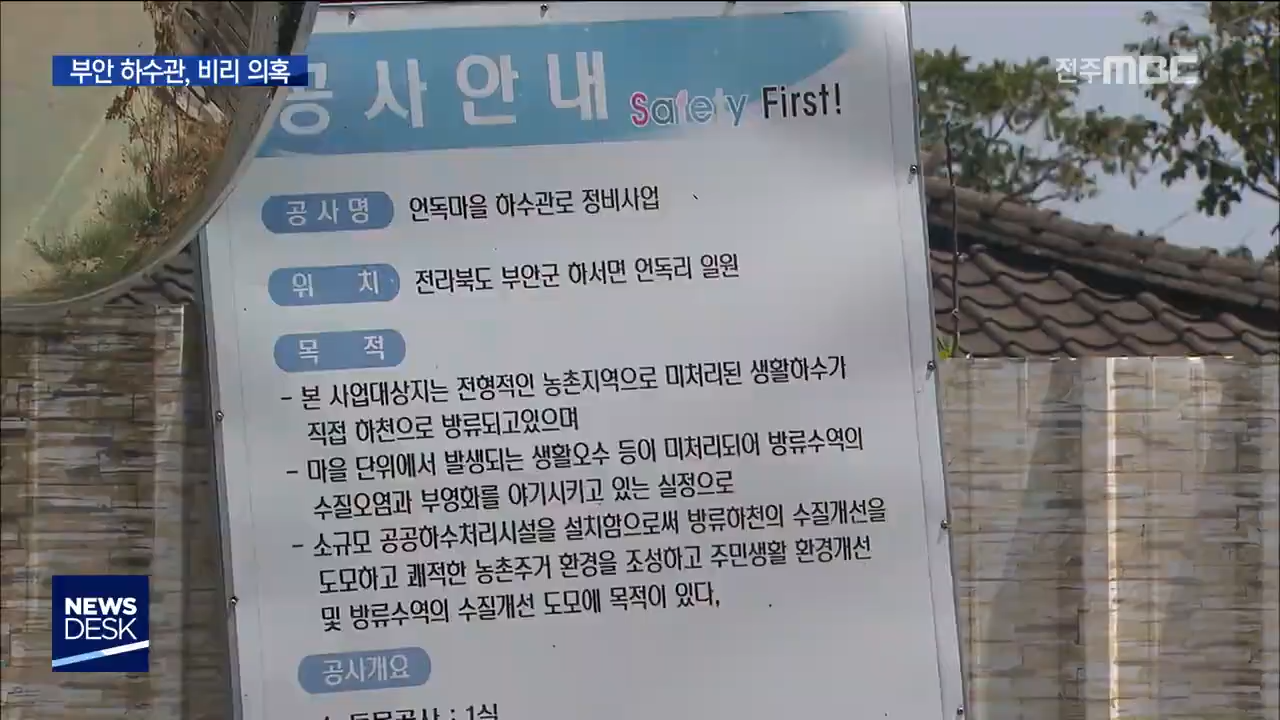 부안 하수관, 비리 의혹
전주MBC
공사안내 Safety First!
공사명 언독마을 하수관로 정비사업
위 치 전라북도 부안군 하서면 언독리 일원
목 적
- 본 사업대상지는 전형적인 농촌지역으로 미처리된 생활하수가
직접 하천으로 방류되고있으며
- 마을 단위에서 발생되는 생활오수 등이 미처리되어 방류수역의
수질오염과 부영화를 야기시키고 있는 실정으로
- 소규모 공공하수처리시설을 설치함으로써 방류하천의 수질개선을
도모하고 쾌적한 농촌주거 환경을 조성하고 주민생활 환경개선
및 방류수역의 수질개선 도모에 목적이 있다,
공사개요
: 1식
NEWS
DESK